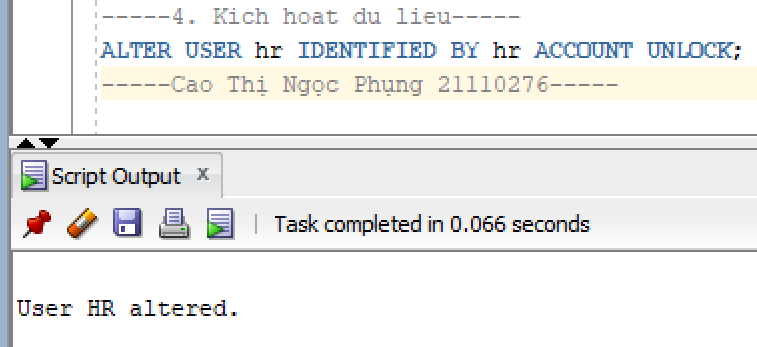 -----4. Kich hoat du lieu-----
ALTER USER hr IDENTIFIED BY hr ACCOUNT UNLOCK;
-----Cao Thị Ngọc Phụng 21110276-----
Script Output x
Task completed in 0.066 seconds
User HR altered.